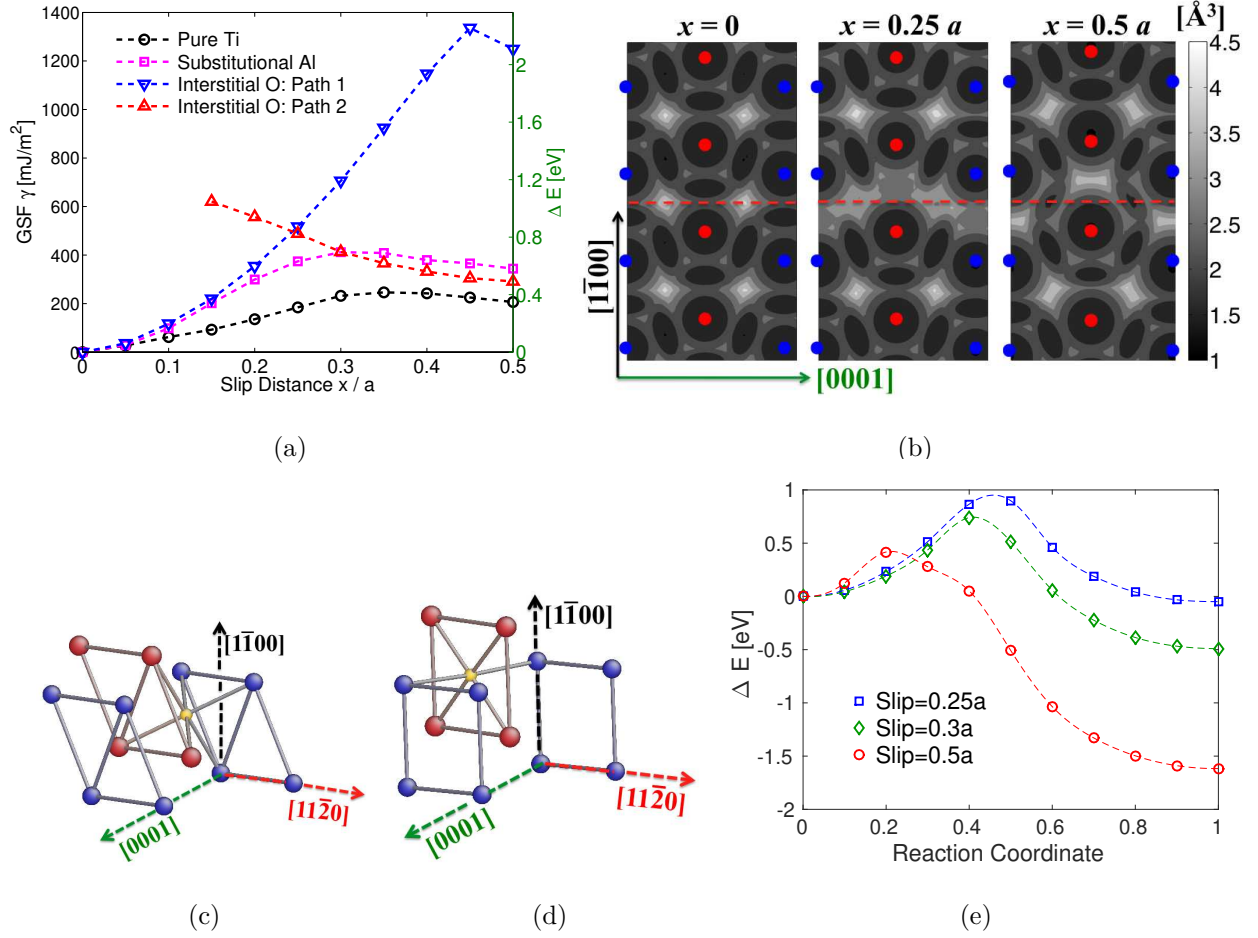 1400
1200
1000
800
600
400
200
0
GSF γ [mJ/m²]
Pure Ti
Substitutional Al
Interstitial O: Path 1
Interstitial O: Path 2
2
1.6
1.2
0.8
0.4
0
Δ E [eV]
0 0.1 0.2 0.3 0.4 0.5
Slip Distance x / a
(a)
x = 0 x = 0.25 a x = 0.5 a
[Å³]
4.5
4
3.5
3
2.5
2
1.5
1
[11̅00]
[0001]
(b)
[11̅00]
[112̅0]
[0001]
(c)
[11̅00]
[112̅0]
[0001]
(d)
1
0.5
0
-0.5
-1
-1.5
-2
Δ E [eV]
Slip=0.25a
Slip=0.3a
Slip=0.5a
0 0.2 0.4 0.6 0.8 1
Reaction Coordinate
(e)